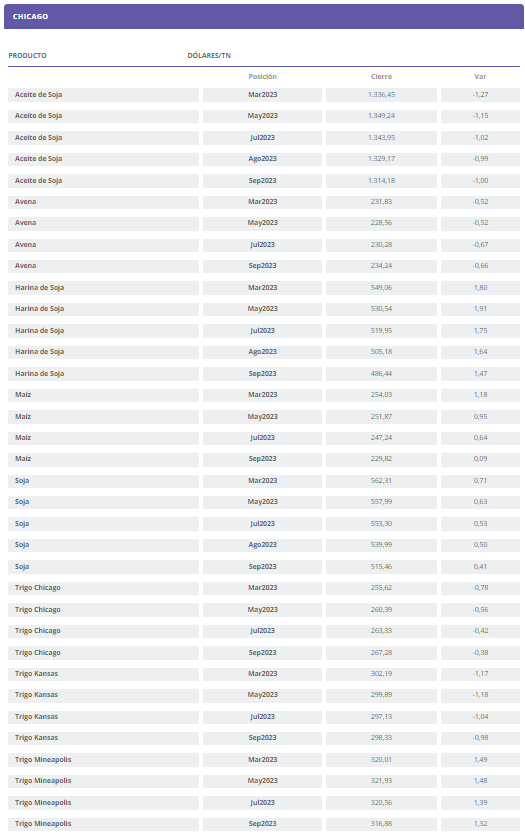 CHICAGO
PRODUCTO DÓLARES/TN
Posición Cierre Var
Aceite de Soja Mar2023 1.336,45 -1,27
Aceite de Soja May2023 1.349,24 -1,15
Aceite de Soja Jul2023 1.343,95 -1,02
Aceite de Soja Ago2023 1.329,17 -0,99
Aceite de Soja Sep2023 1.314,18 -1,00
Avena Mar2023 231,83 -0,52
Avena May2023 228,56 -0,52
Avena Jul2023 230,28 -0,67
Avena Sep2023 234,24 -0,66
Harina de Soja Mar2023 549,06 1,80
Harina de Soja May2023 530,54 1,91
Harina de Soja Jul2023 519,95 1,75
Harina de Soja Ago2023 505,18 1,64
Harina de Soja Sep2023 486,44 1,47
Maíz Mar2023 254,03 1,18
Maíz May2023 251,87 0,95
Maíz Jul2023 247,24 0,64
Maíz Sep2023 229,82 0,09
Soja Mar2023 562,31 0,71
Soja May2023 557,99 0,63
Soja Jul2023 553,30 0,53
Soja Ago2023 539,99 0,50
Soja Sep2023 515,46 0,41
Trigo Chicago Mar2023 255,62 -0,78
Trigo Chicago May2023 260,39 -0,56
Trigo Chicago Jul2023 263,33 -0,42
Trigo Chicago Sep2023 267,28 -0,38
Trigo Kansas Mar2023 302,19 -1,17
Trigo Kansas May2023 299,89 -1,18
Trigo Kansas Jul2023 297,13 -1,04
Trigo Kansas Sep2023 298,33 -0,98
Trigo Mineapolis Mar2023 320,01 1,49
Trigo Mineapolis May2023 321,93 1,48
Trigo Mineapolis Jul2023 320,56 1,39
Trigo Mineapolis Sep2023 316,88 1,32